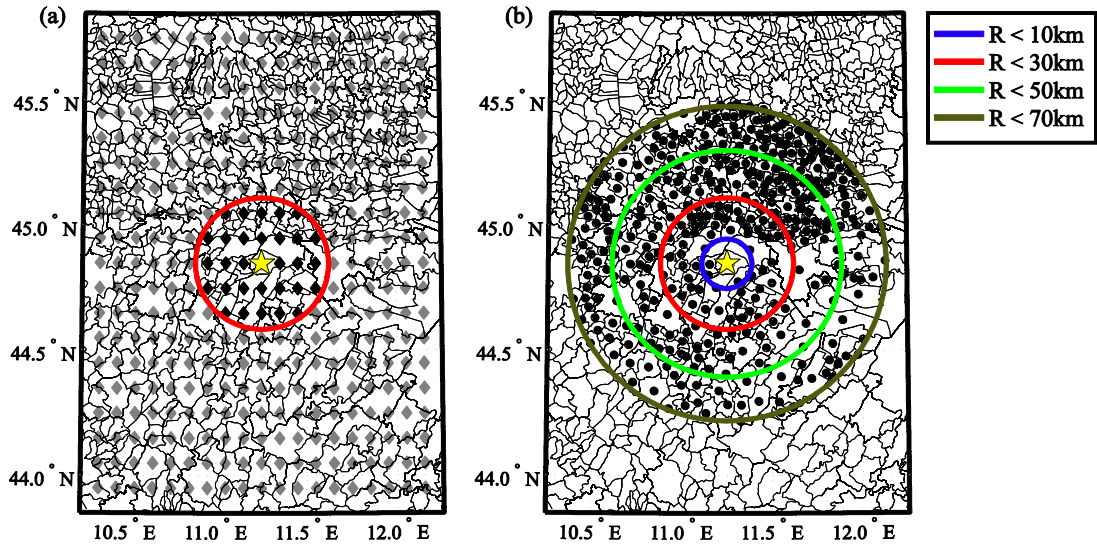 (a)
(b)
R < 10km
R < 30km
R < 50km
R < 70km
45.5° N
45.0° N
44.5° N
44.0° N
10.5° E
11.0° E
11.5° E
12.0° E
45.5° N
45.0° N
44.5° N
44.0° N
10.5° E
11.0° E
11.5° E
12.0° E